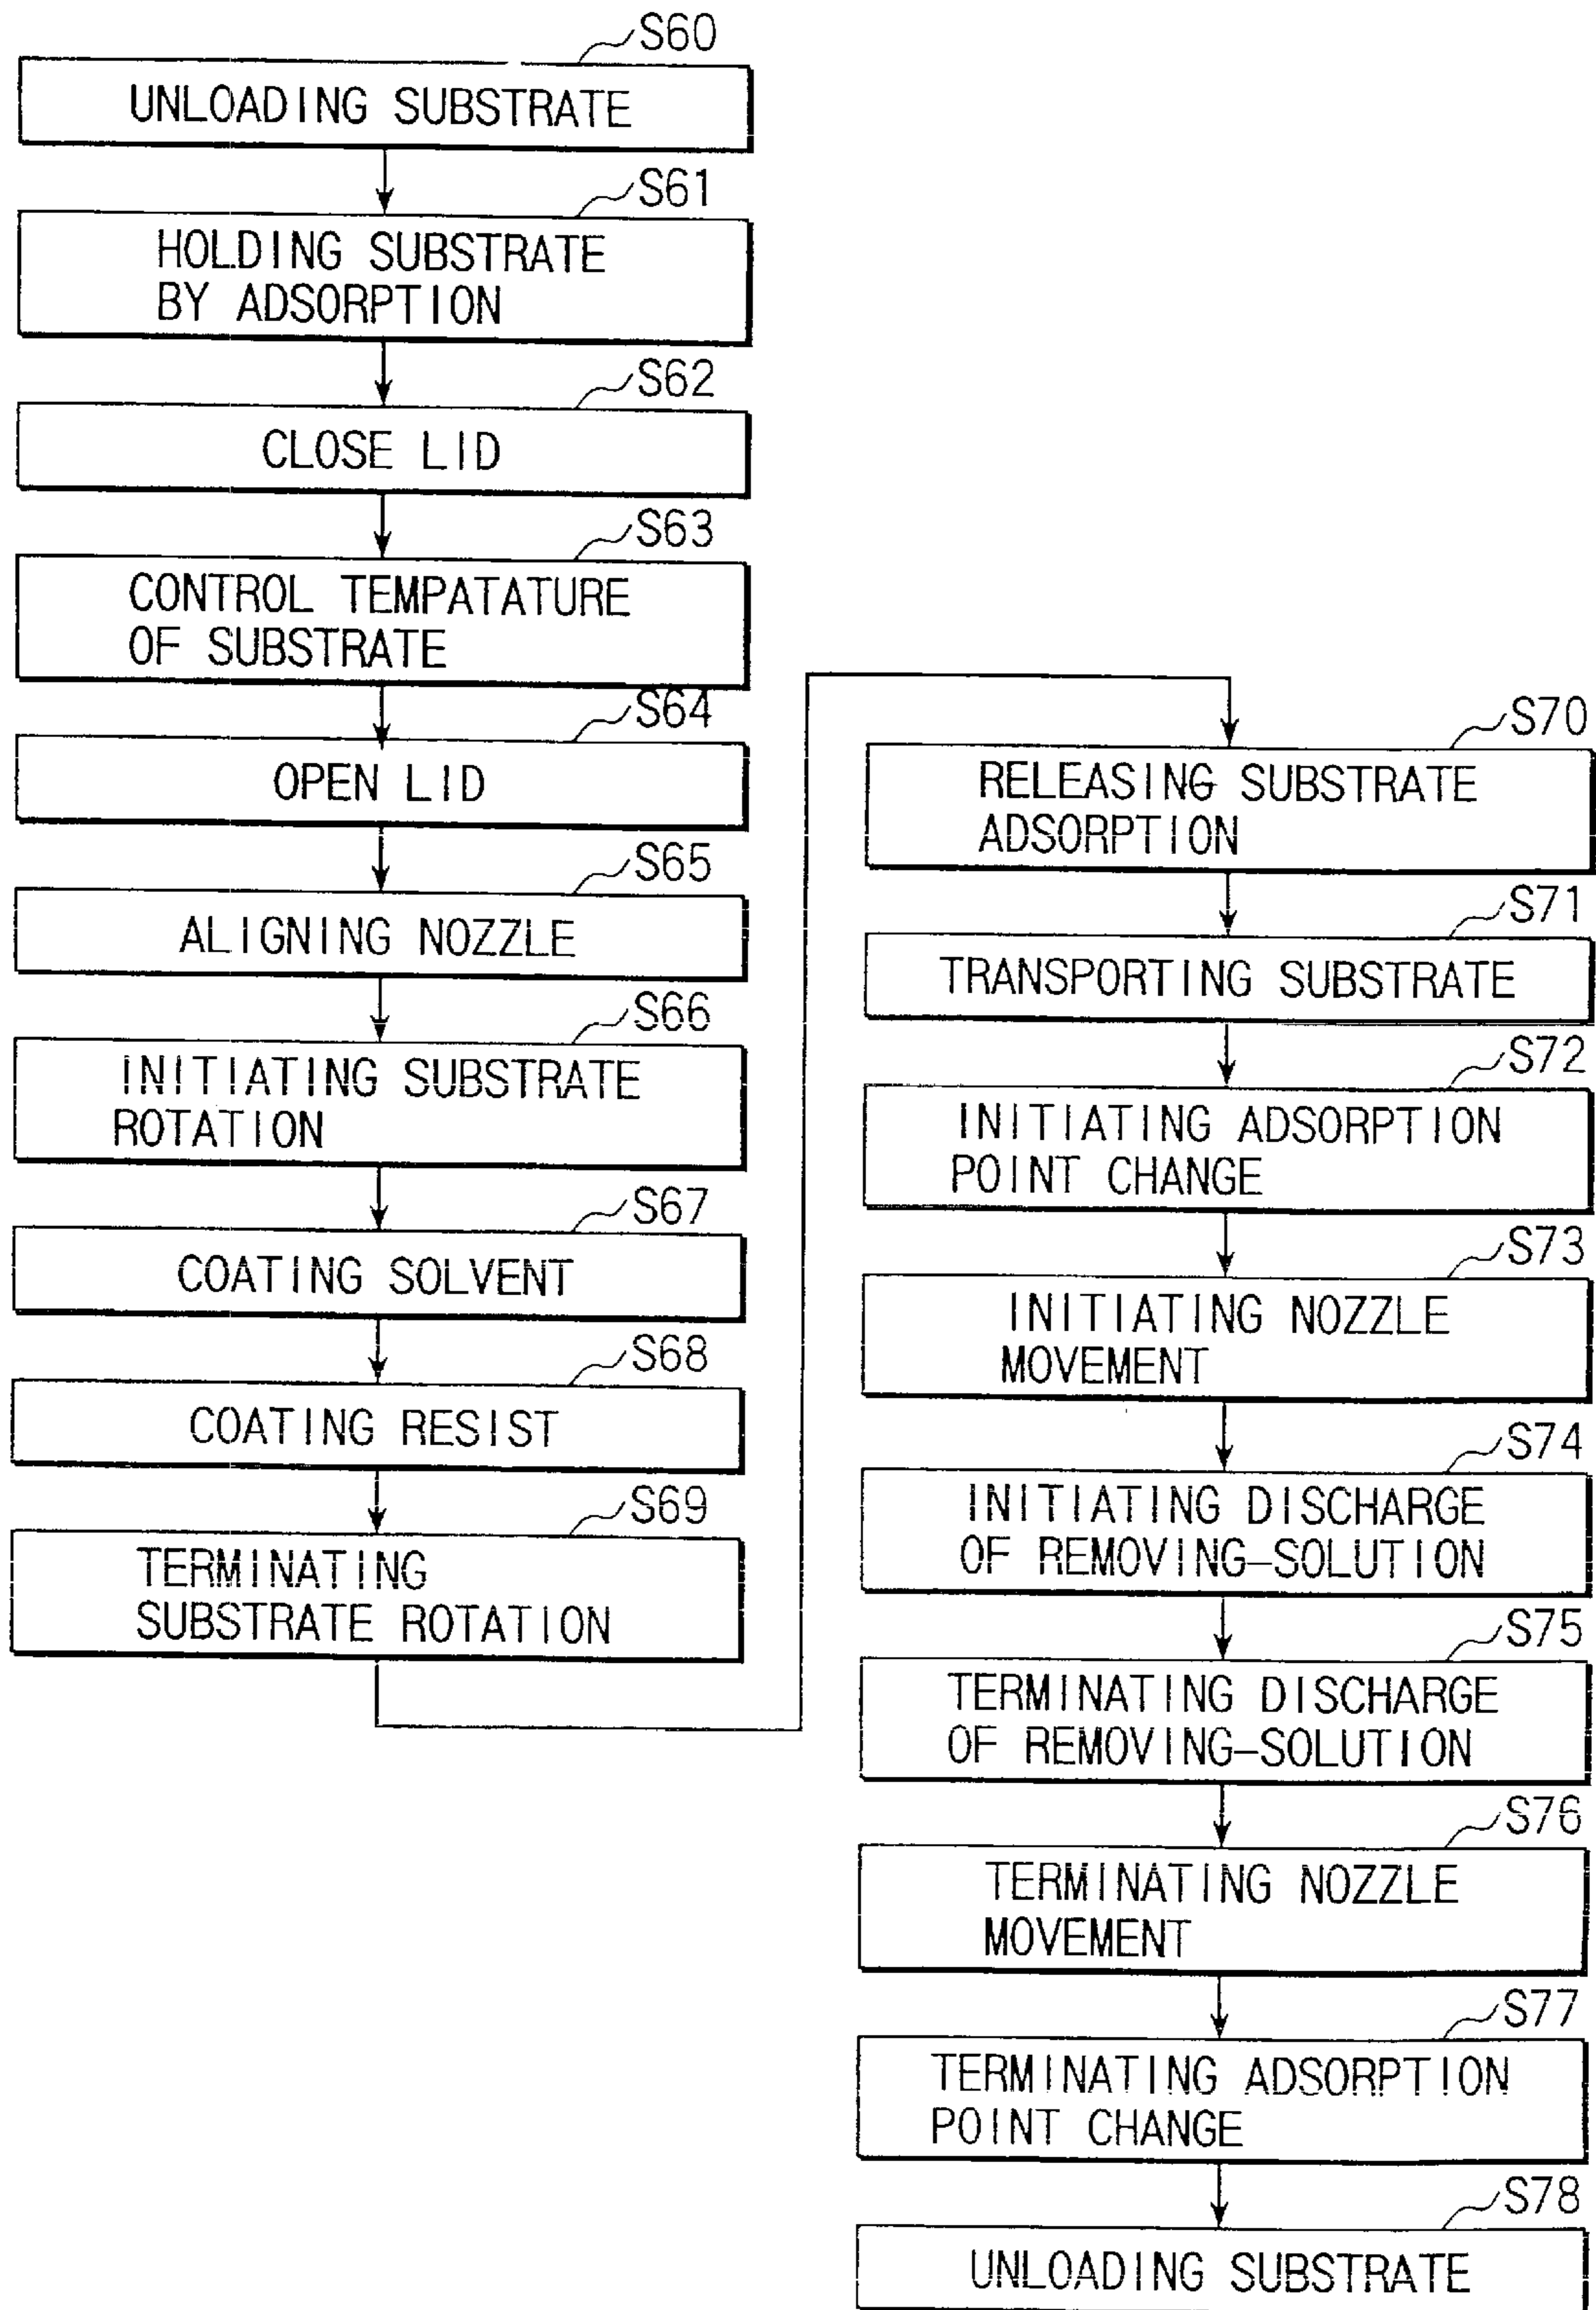 S60
UNLOADING SUBSTRATE
S61
HOLDING SUBSTRATE
BY ADSORPTION
S62
CLOSE LID
S63
CONTROL TEMPATATURE
OF SUBSTRATE
S64
OPEN LID
S65
ALIGNING NOZZLE
S66
INITIATING SUBSTRATE
ROTATION
S67
COATING SOLVENT
S68
COATING RESIST
S69
TERMINATING
SUBSTRATE ROTATION
S70
RELEASING SUBSTRATE
ADSORPTION
S71
TRANSPORTING SUBSTRATE
S72
INITIATING ADSORPTION
POINT CHANGE
S73
INITIATING NOZZLE
MOVEMENT
S74
INITIATING DISCHARGE
OF REMOVING-SOLUTION
S75
TERMINATING DISCHARGE
OF REMOVING-SOLUTION
S76
TERMINATING NOZZLE
MOVEMENT
S77
TERMINATING ADSORPTION
POINT CHANGE
S78
UNLOADING SUBSTRATE